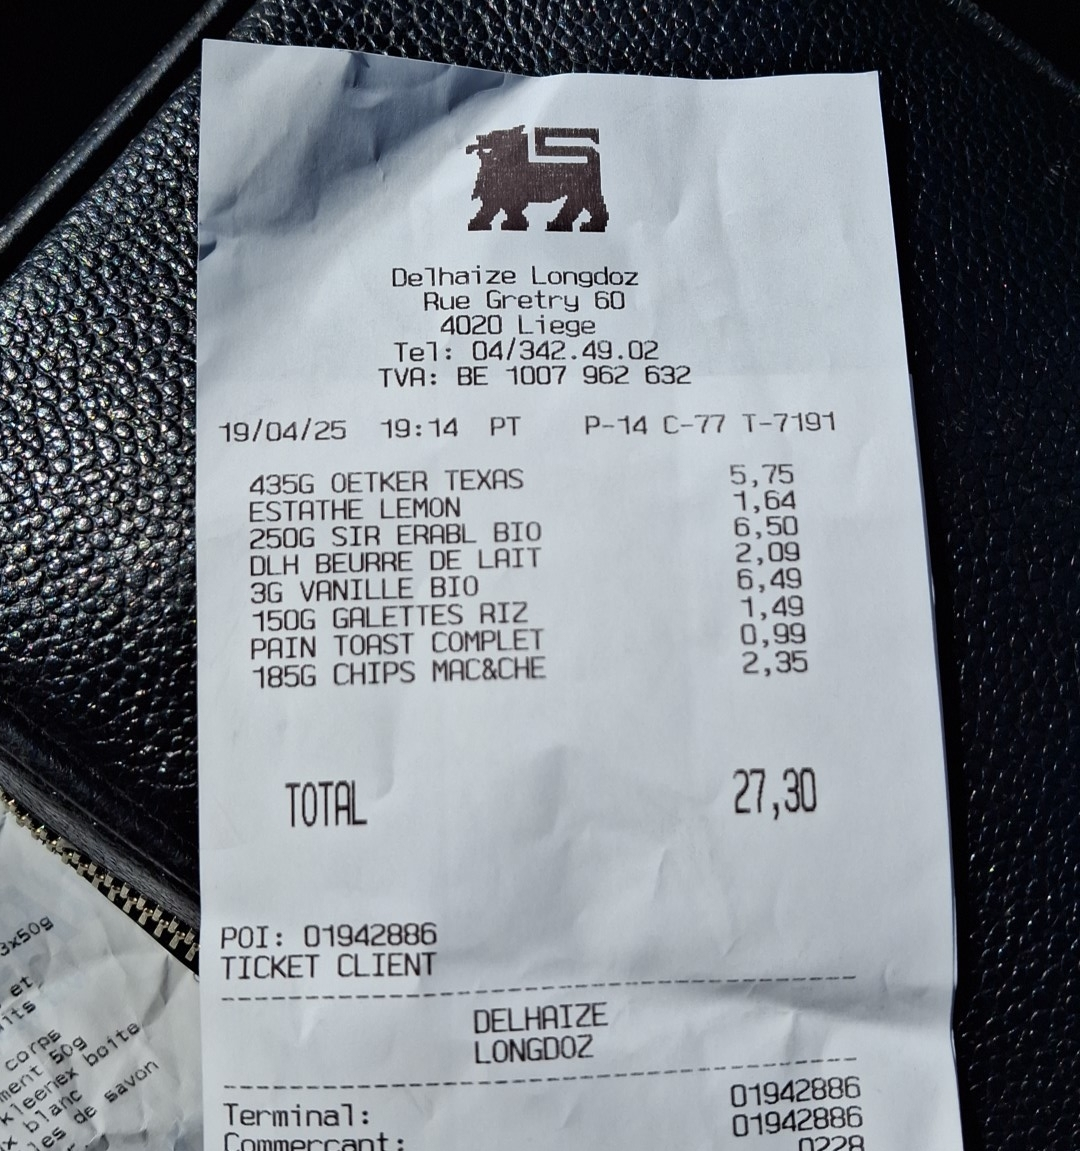 Delhaize Longdoz
Rue Gretry 60
4020 Liege
Tel: 04/342.49.02
TVA: BE 1007 962 632
19/04/25 19:14 PT P-14 C-77 T-7191
435G OETKER TEXAS 5,75
ESTATHE LEMON 1,64
250G SIR ERABL BIO 6,50
DLH BEURRE DE LAIT 2,09
3G VANILLE BIO 6,49
150G GALETTES RIZ 1,49
PAIN TOAST COMPLET 0,99
185G CHIPS MAC&CHE 2,35
TOTAL 27,30
POI: 01942886
TICKET CLIENT
DELHAIZE
LONGDOZ
Terminal: 01942886
Commercant: 01942886
0228
3x50g
et
its
corps
ment 50g
kleenex boite
x blanc
les de savon